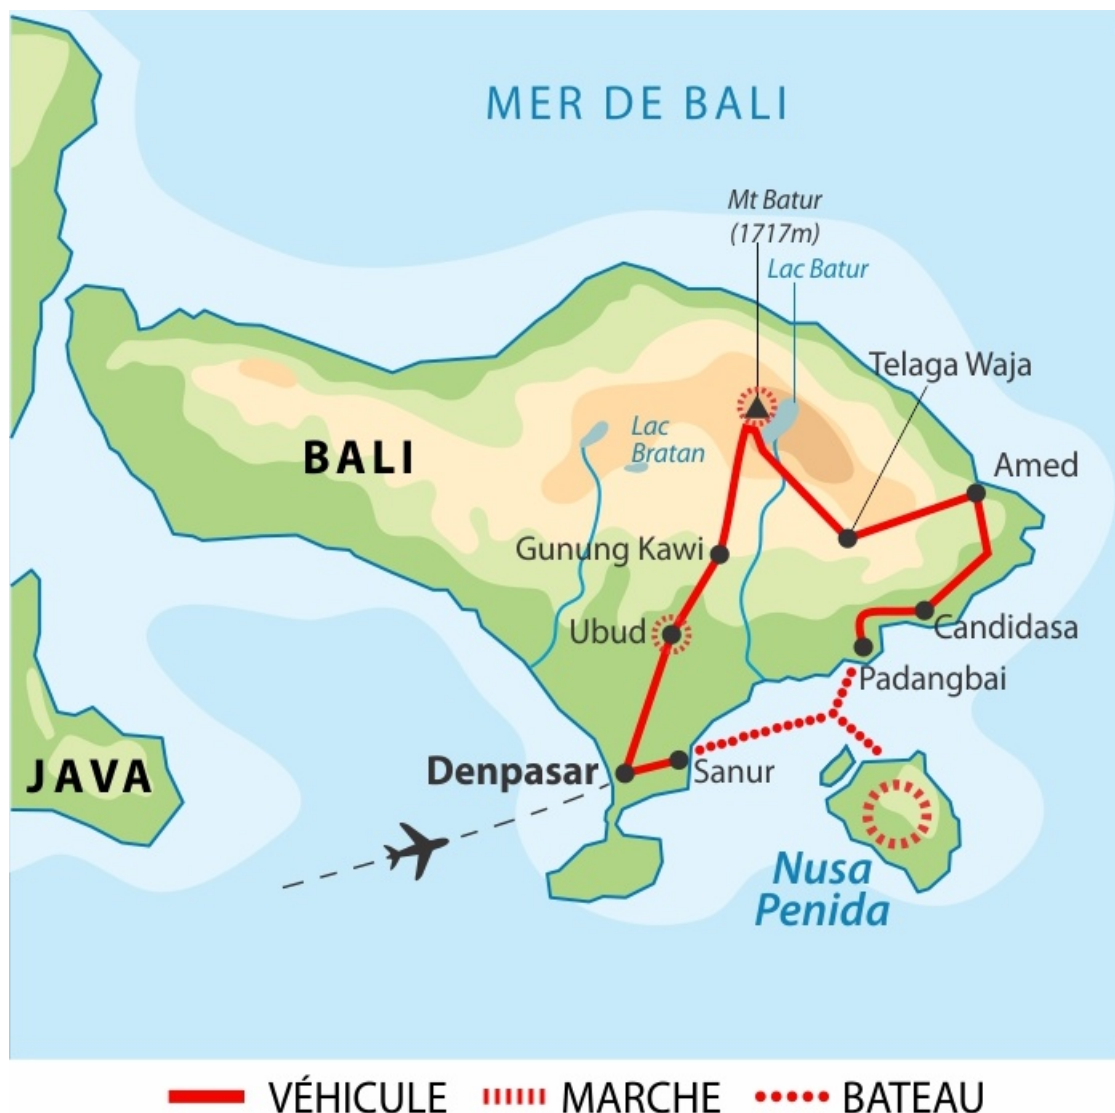 MER DE BALI
Mt Batur
(1717m)
Lac Batur
Telaga Waja
Lac
Bratan
BALI
Amed
Gunung Kawi
Ubud
Candidasa
Padangbai
JAVA
Denpasar
Sanur
Nusa
Penida
VÉHICULE MARCHE BATEAU